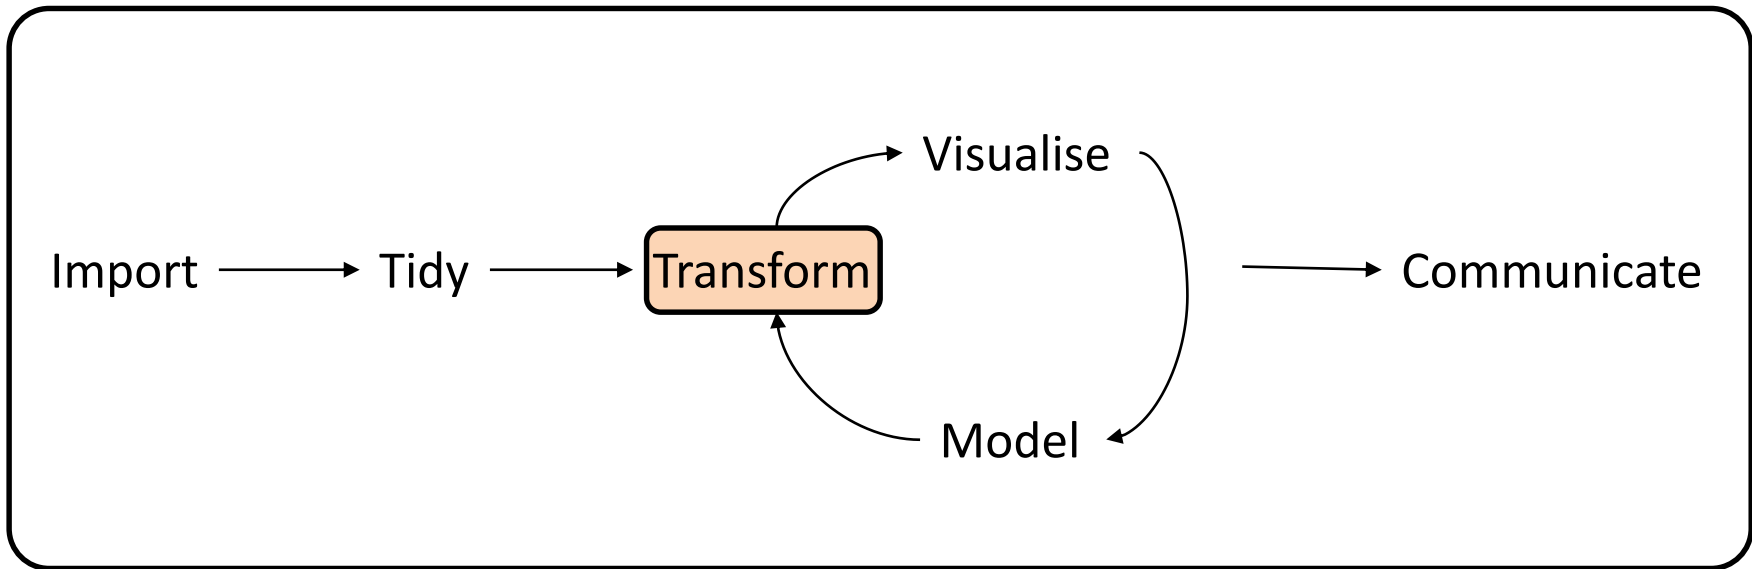 Visualise
Import
Tidy
Transform
Communicate
Model